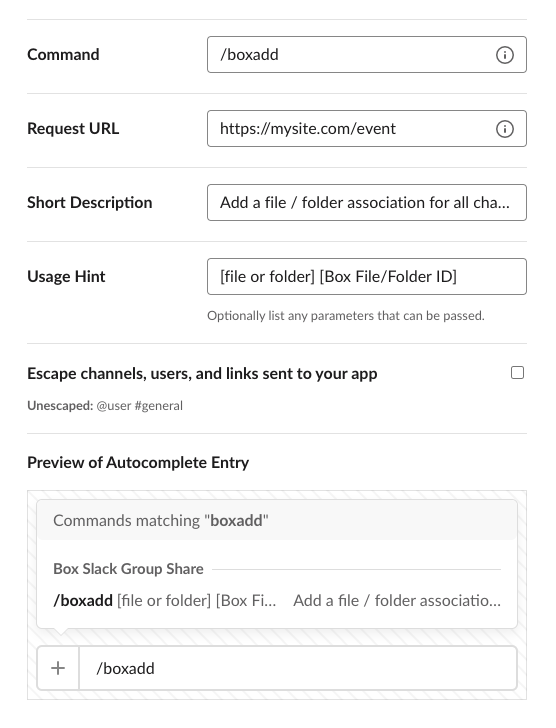 Command
/boxadd
Request URL
https://mysite.com/event
Short Description
Add a file / folder association for all cha...
Usage Hint
[file or folder] [Box File/Folder ID]
Optionally list any parameters that can be passed.
Escape channels, users, and links sent to your app
Unescaped: @user #general
Preview of Autocomplete Entry
Commands matching "boxadd"
Box Slack Group Share
/boxadd [file or folder] [Box Fi... Add a file / folder associatio...
/boxadd